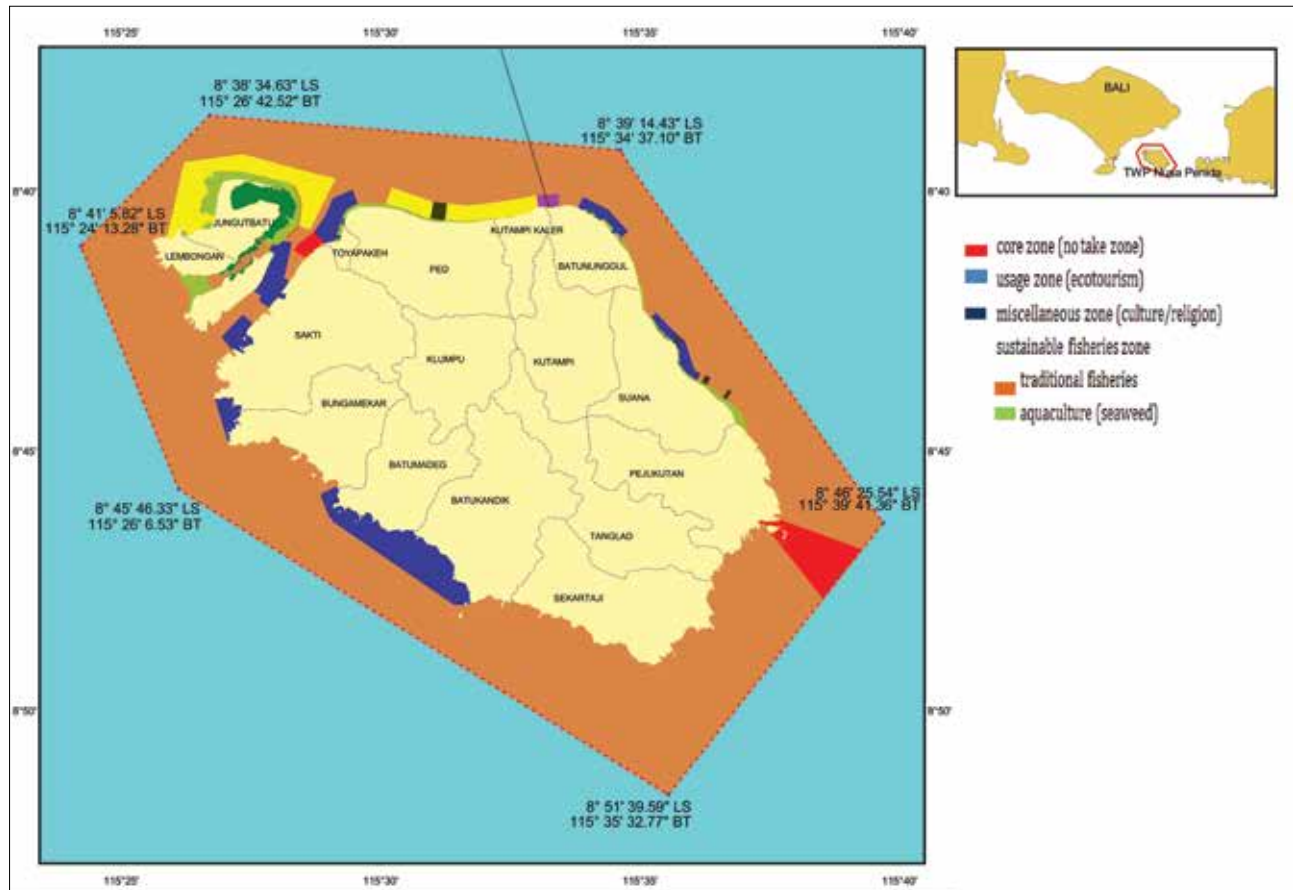 115°25' 115°30' 115°35' 115°40'
8° 38' 34.63" LS
115° 26' 42.52" BT
8° 39' 14.43" LS
115° 34' 37.10" BT
8°40' 8°40'
8° 41' 5.82" LS
115° 24' 13.28" BT
JUNGUTBATU
LEMBONGAN
TOYAPAKEH
PED
KUTAMPI KALER
BATUNUNGGUL
SAKTI
KLUMPU
KUTAMPI
SUANA
BUNGAMEKAR
BATUMADEG
BATUKANDIK
PEJUKUTAN
TANGLAD
SEKARTAJI
8°45' 8°45'
8° 45' 46.33" LS
115° 26' 6.53" BT
8° 46' 25.54" LS
115° 39' 41.36" BT
8°50' 8°50'
8° 51' 39.59" LS
115° 35' 32.77" BT
115°25' 115°30' 115°35' 115°40'
BALI
TWP Nusa Penida
core zone (no take zone)
usage zone (ecotourism)
miscellaneous zone (culture/religion)
sustainable fisheries zone
traditional fisheries
aquaculture (seaweed)